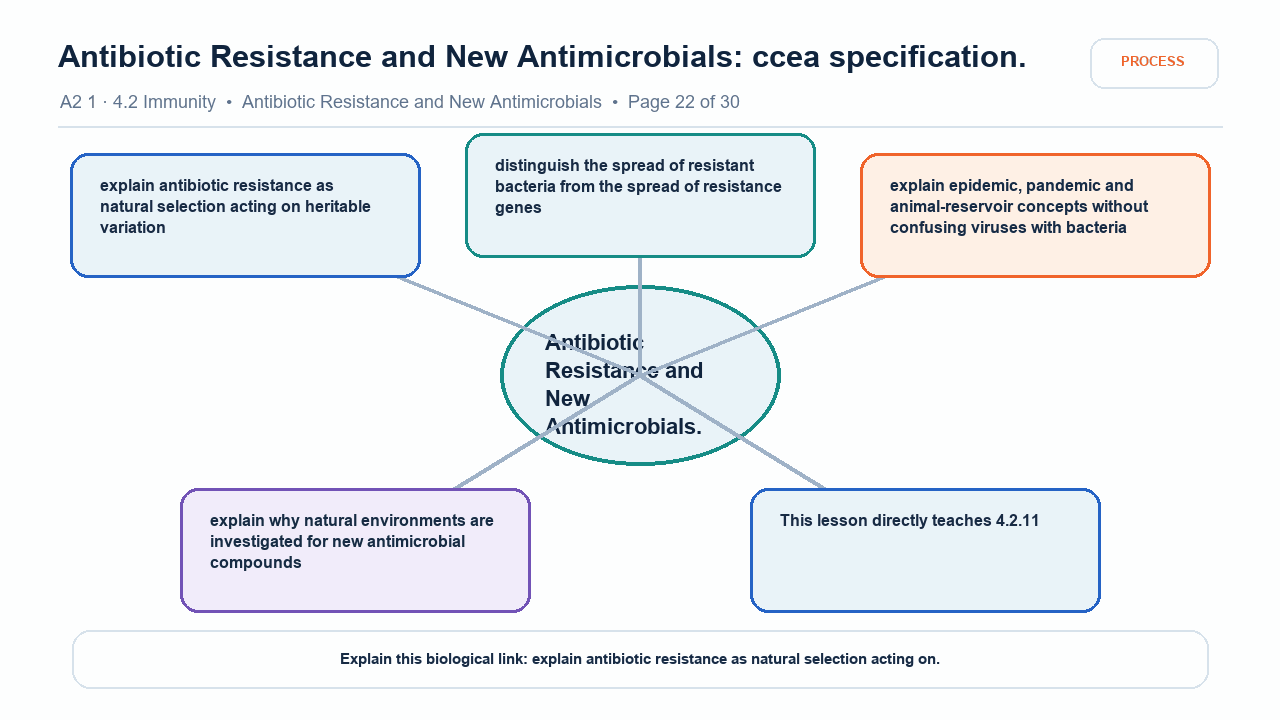 Antibiotic Resistance and New Antimicrobials: ccea specification.
PROCESS
A2 1 · 4.2 Immunity • Antibiotic Resistance and New Antimicrobials • Page 22 of 30
explain antibiotic resistance as
natural selection acting on heritable
variation
distinguish the spread of resistant
bacteria from the spread of resistance
genes
explain epidemic, pandemic and
animal-reservoir concepts without
confusing viruses with bacteria
Antibiotic
Resistance and
New
Antimicrobials.
explain why natural environments are
investigated for new antimicrobial
compounds
This lesson directly teaches 4.2.11
Explain this biological link: explain antibiotic resistance as natural selection acting on.